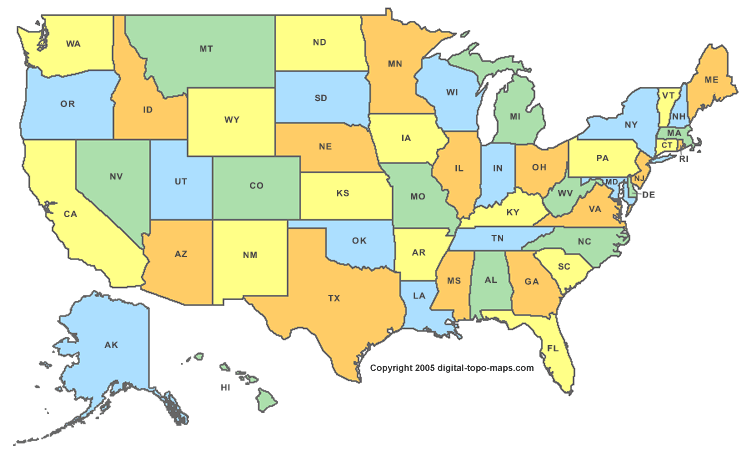 WA
MT
ND
MN
ME
VT
OR
ID
SD
WI
NH
WY
MI
NY
MA
IA
CT
RI
NE
PA
NV
UT
CO
IL
IN
OH
NJ
MD
DE
KS
MO
WV
VA
CA
KY
AZ
NM
OK
TN
NC
AR
SC
TX
MS
AL
GA
LA
AK
FL
HI
Copyright 2005 digital-topo-maps.com